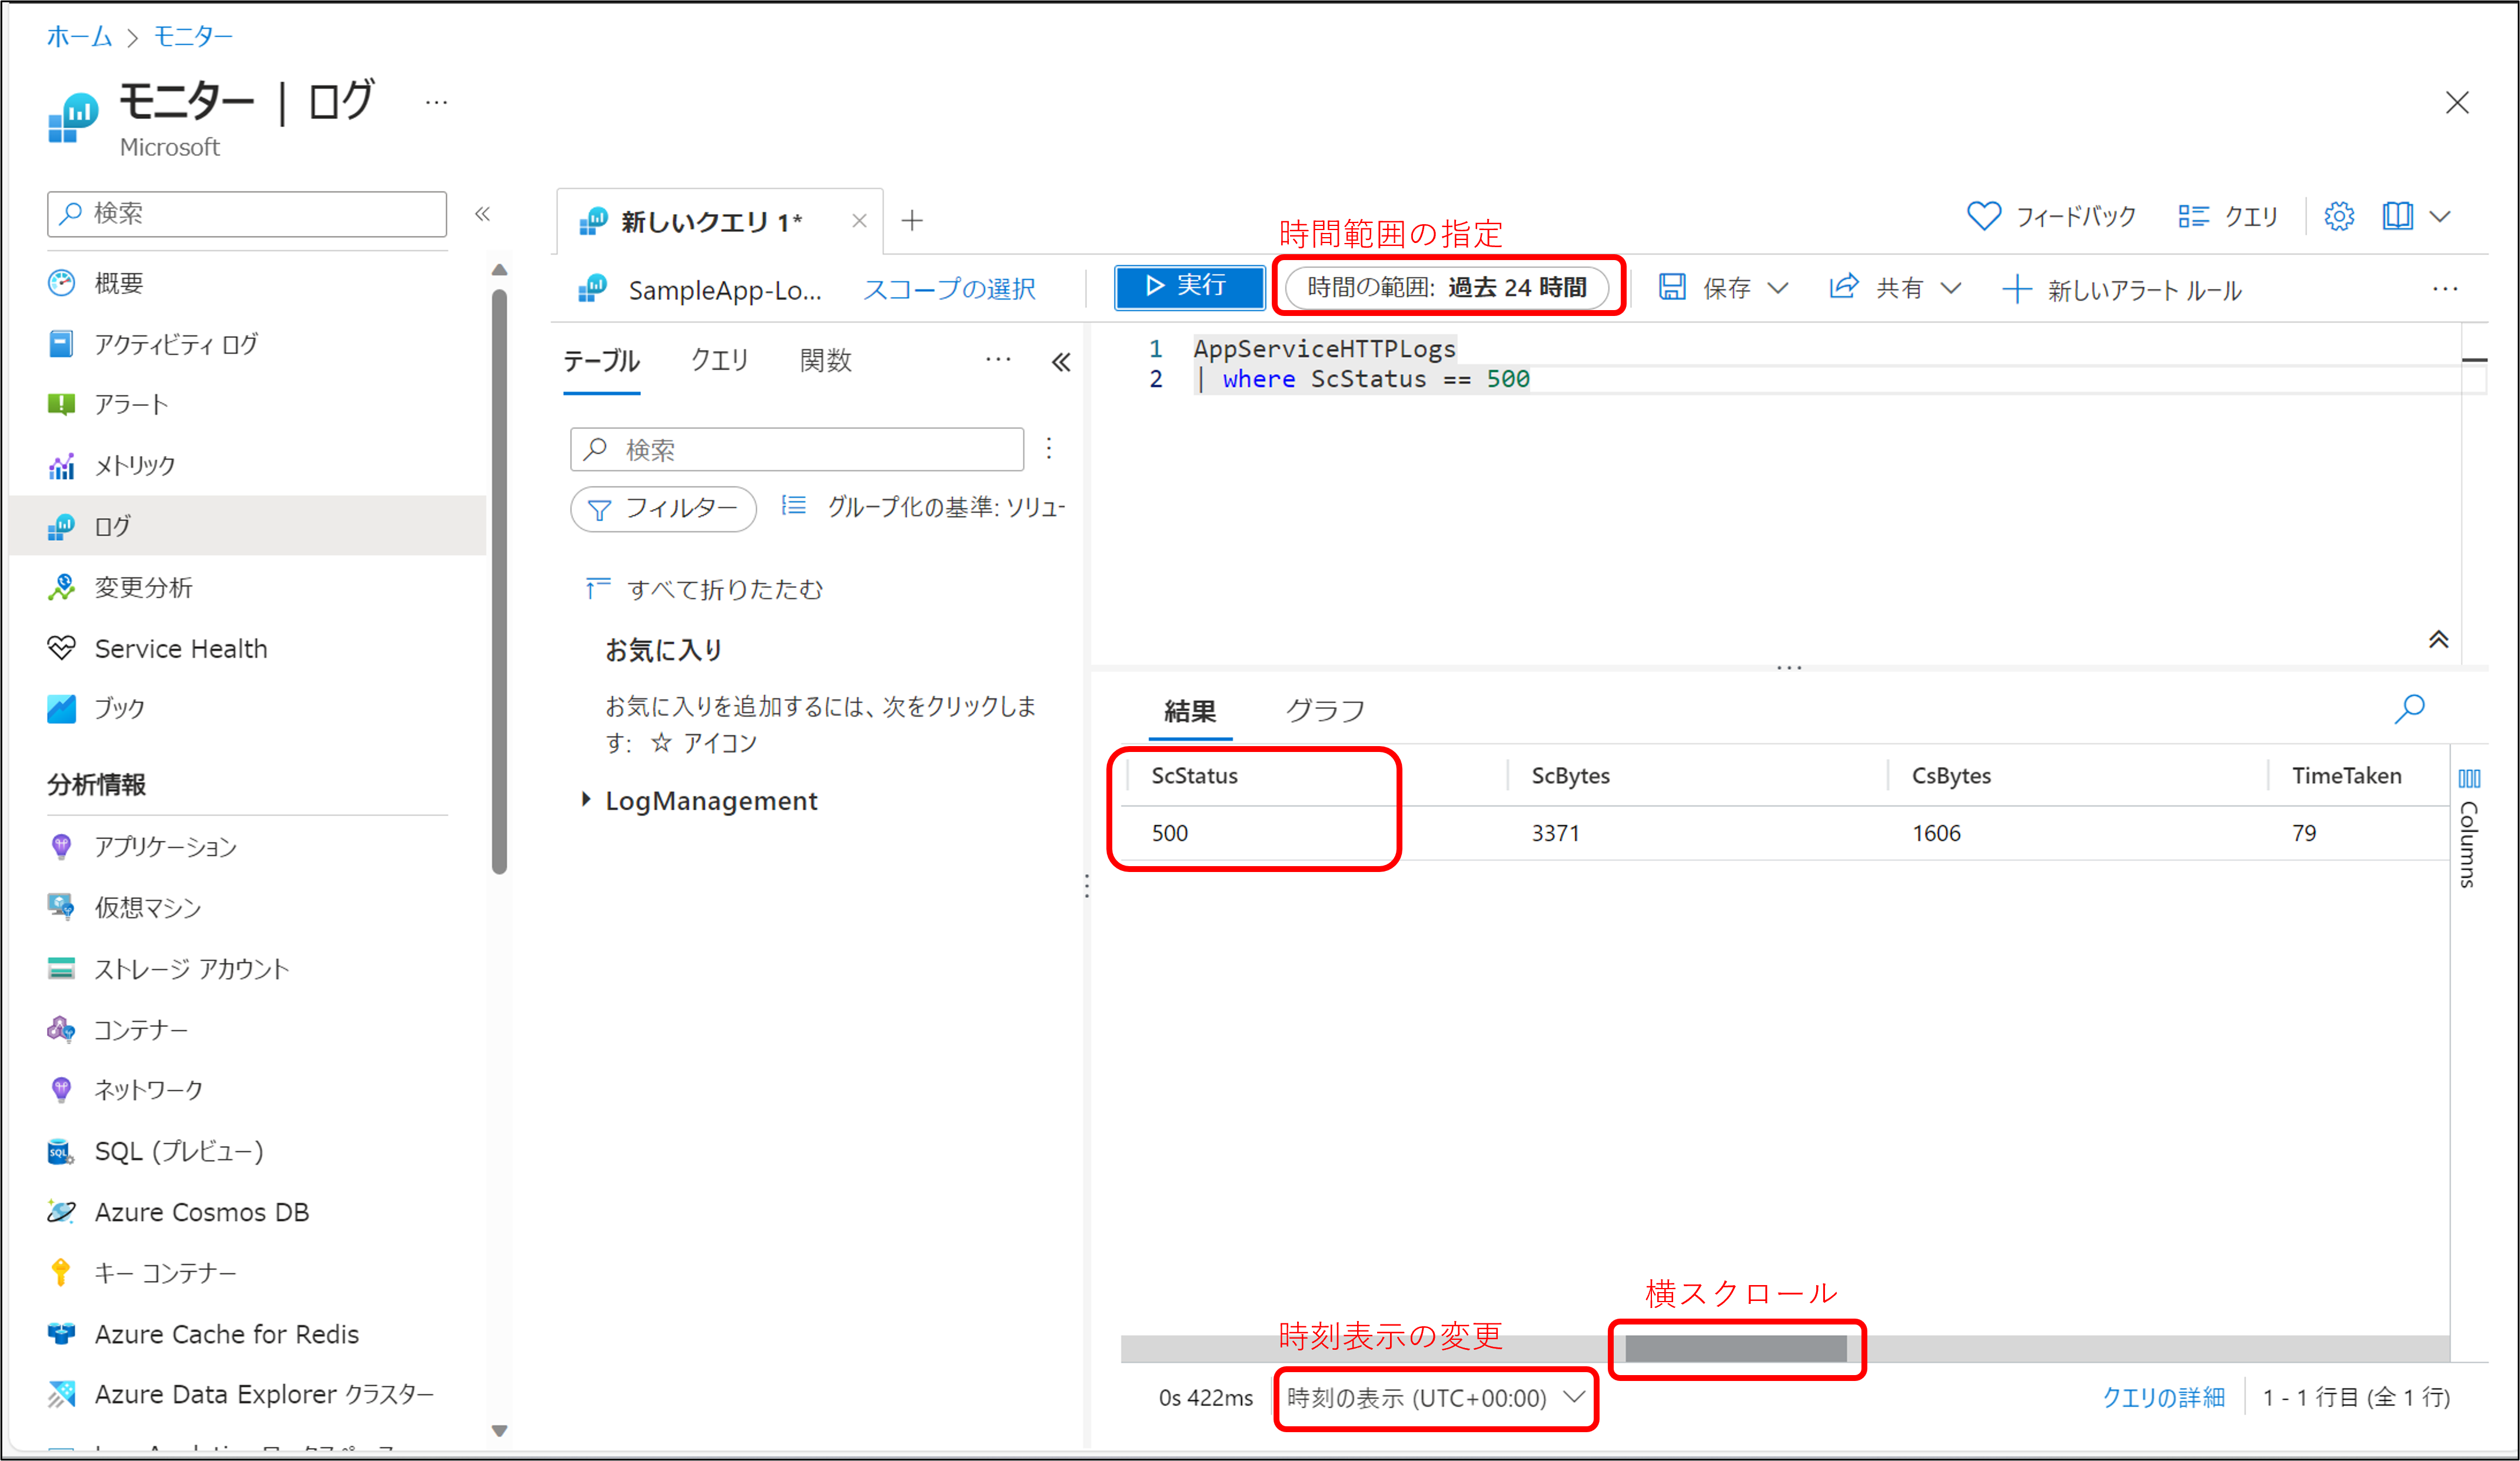 ホーム > モニター
モニター | ログ ...
Microsoft
検索
概要
アクティビティ ログ
アラート
メトリック
ログ
変更分析
Service Health
ブック
分析情報
アプリケーション
仮想マシン
ストレージ アカウント
コンテナー
ネットワーク
SQL (プレビュー)
Azure Cosmos DB
キー コンテナー
Azure Cache for Redis
Azure Data Explorer クラスター
新しいクエリ 1*
フィードバック
クエリ
時間範囲の指定
SampleApp-Lo...
スコープの選択
実行
時間の範囲: 過去 24 時間
保存
共有
新しいアラート ルール
テーブル
クエリ
関数
検索
フィルター
グループ化の基準: ソリュー
すべて折りたたむ
お気に入り
お気に入りを追加するには、次をクリックしま
す: ☆ アイコン
LogManagement
1 AppServiceHTTPLogs
2 | where ScStatus == 500
結果
グラフ
ScStatus ScBytes CsBytes TimeTaken
500 3371 1606 79
Columns
横スクロール
時刻表示の変更
0s 422ms
時刻の表示 (UTC+00:00)
クエリの詳細
1 - 1 行目 (全 1 行)